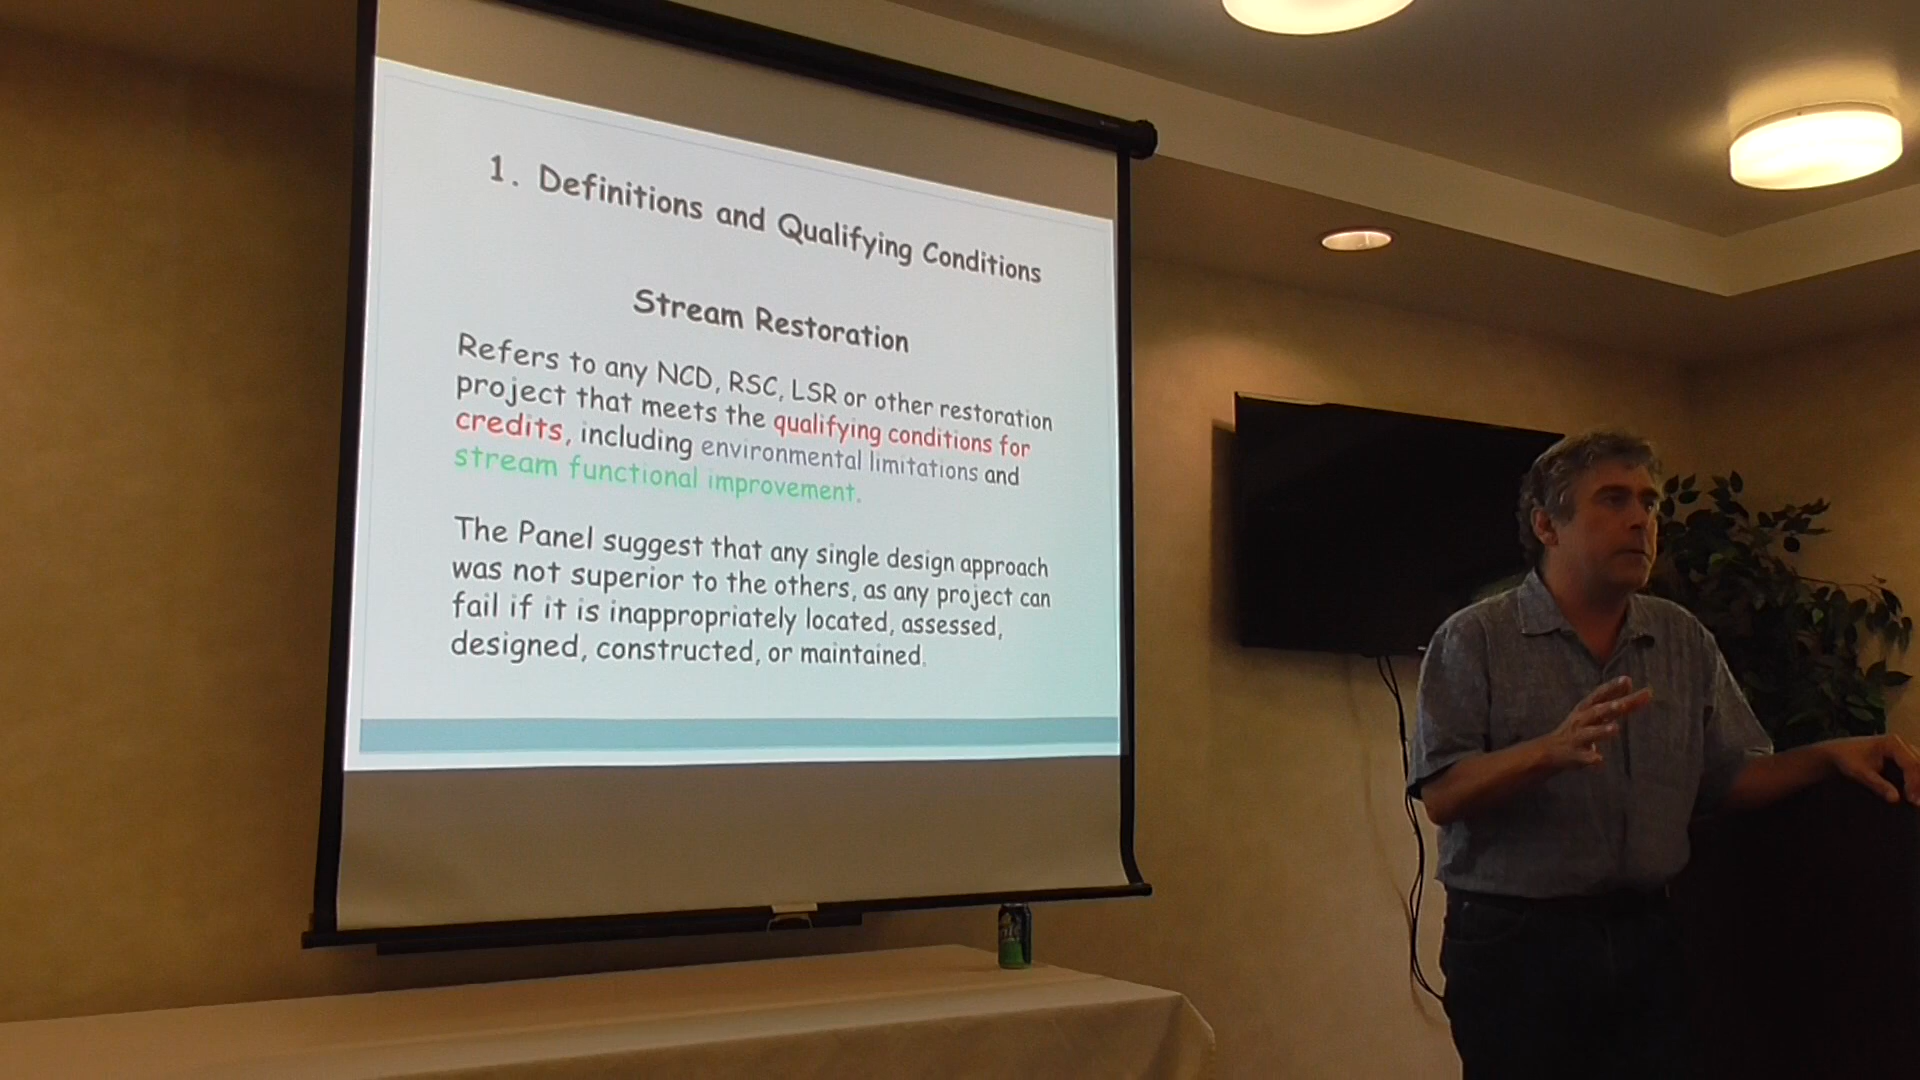 1. Definitions and Qualifying Conditions
Stream Restoration
Refers to any NCD, RSC, LSR or other restoration
project that meets the qualifying conditions for
credits, including environmental limitations and
stream functional improvement.
The Panel suggest that any single design approach
was not superior to the others, as any project can
fail if it is inappropriately located, assessed,
designed, constructed, or maintained.